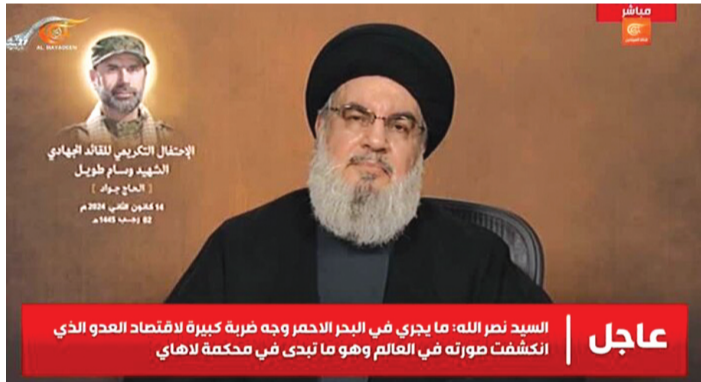 مباشر
AL MAYADEEN
الإحتفال التكريمي للقائد الجهادي
الشهيد وسام طويل
[ الحاج جواد ]
14 كانون الثاني 2024 م
02 رجب 1445هـ
عاجل
السيد نصر الله: ما يجري في البحر الاحمر وجه ضربة كبيرة لاقتصاد العدو الذي
انكشفت صورته في العالم وهو ما تبدى في محكمة لاهاي